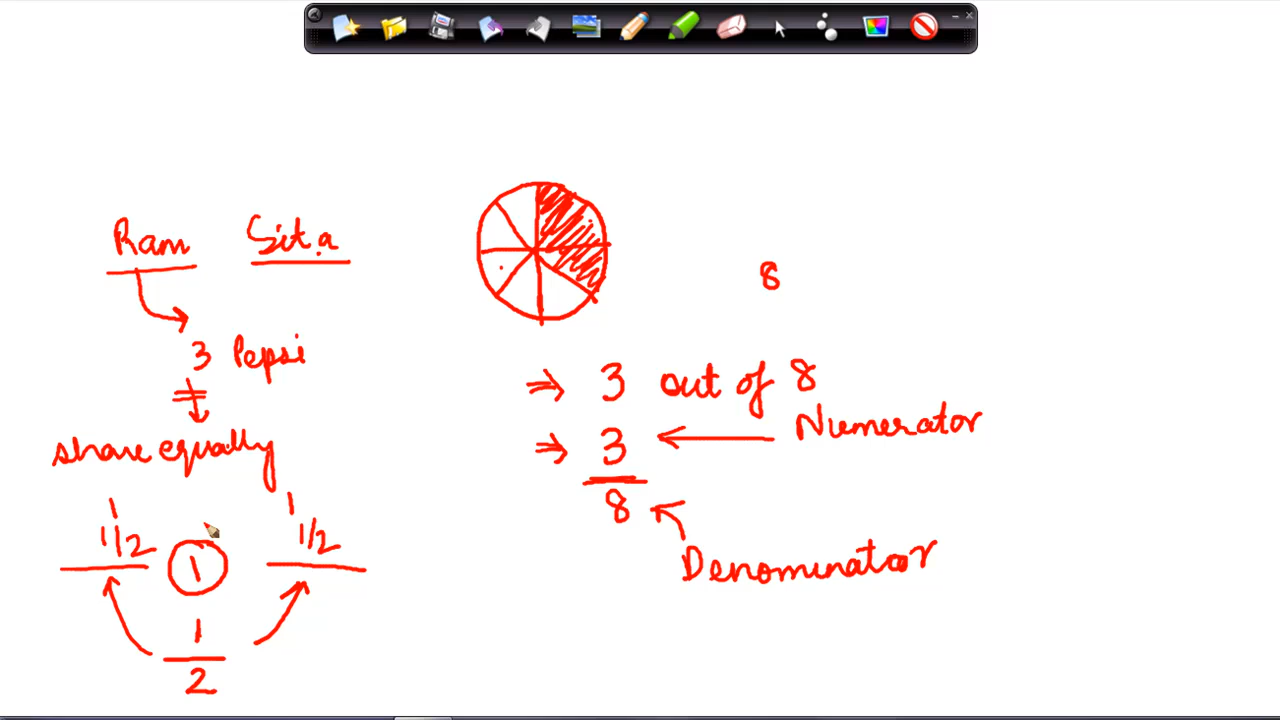 Ram Sita
3 Pepsi
share equally
1 1
1/2 1 1/2
1
2
8
3 out of 8
3 Numerator
8
Denominator